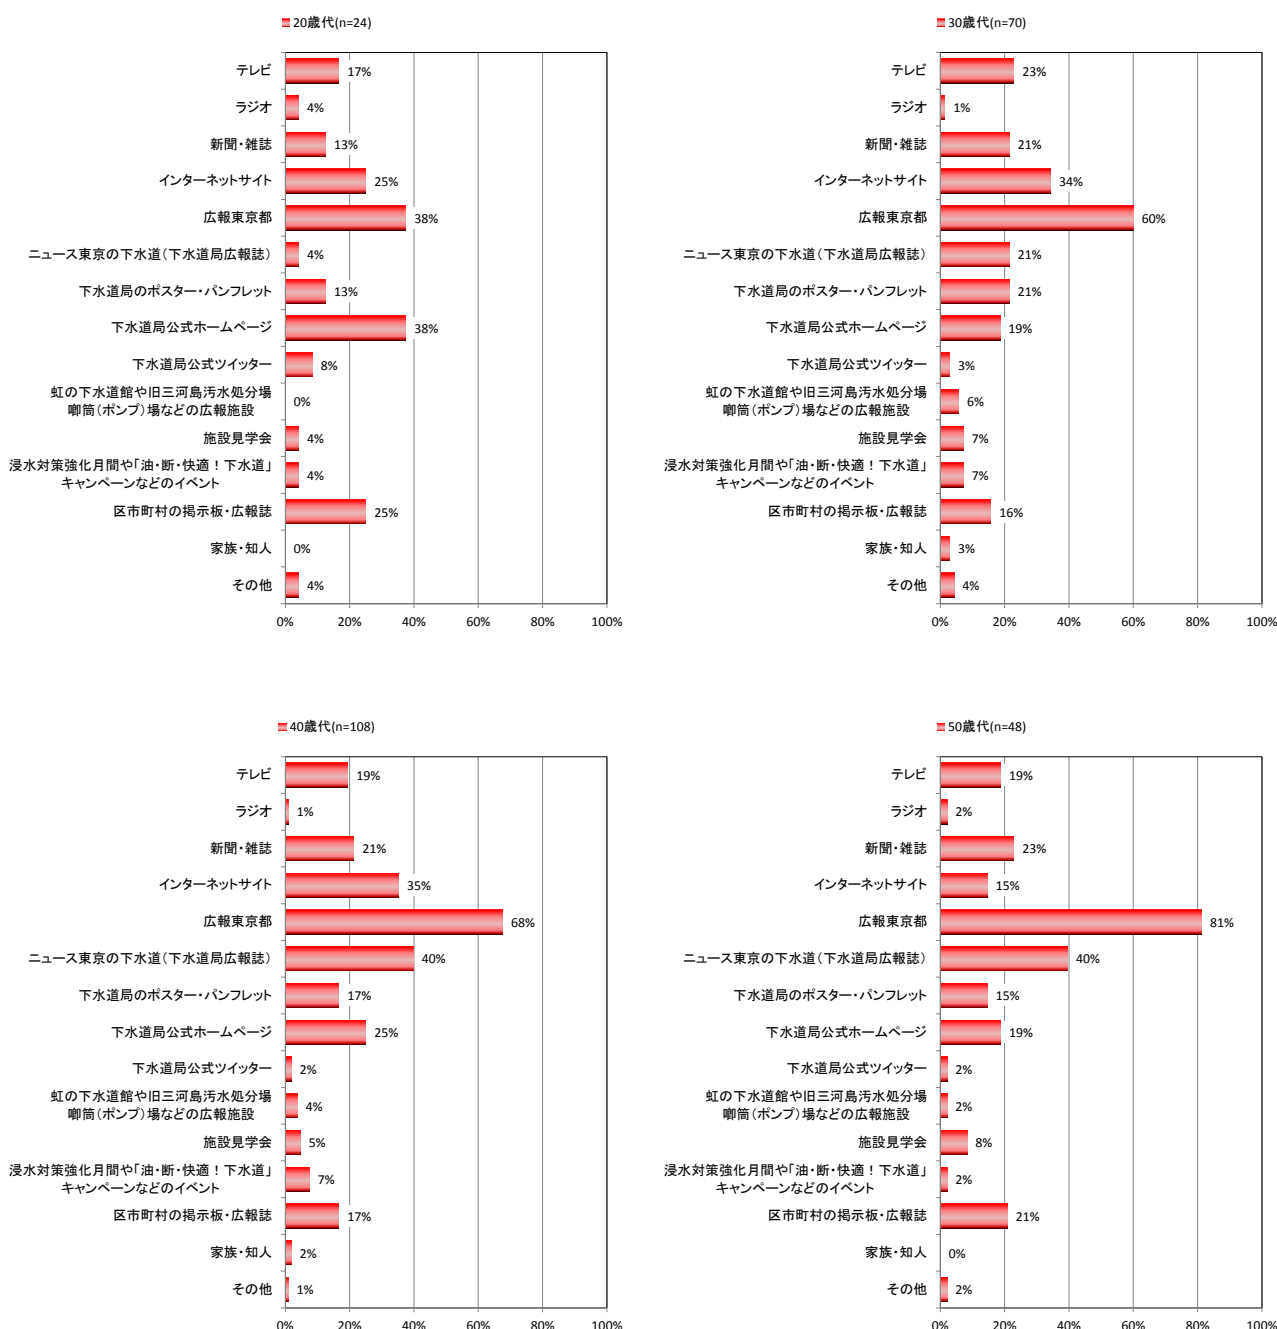 20歳代(n=24)
テレビ 17%
ラジオ 4%
新聞・雑誌 13%
インターネットサイト 25%
広報東京都 38%
ニュース東京の下水道(下水道局広報誌) 4%
下水道局のポスター・パンフレット 13%
下水道局公式ホームページ 38%
下水道局公式ツイッター 8%
虹の下水道館や旧三河島汚水処分場
喞筒(ポンプ)場などの広報施設 0%
施設見学会 4%
浸水対策強化月間や「油・断・快適!下水道」
キャンペーンなどのイベント 4%
区市町村の掲示板・広報誌 25%
家族・知人 0%
その他 4%
0% 20% 40% 60% 80% 100%
30歳代(n=70)
テレビ 23%
ラジオ 1%
新聞・雑誌 21%
インターネットサイト 34%
広報東京都 60%
ニュース東京の下水道(下水道局広報誌) 21%
下水道局のポスター・パンフレット 21%
下水道局公式ホームページ 19%
下水道局公式ツイッター 3%
虹の下水道館や旧三河島汚水処分場
喞筒(ポンプ)場などの広報施設 6%
施設見学会 7%
浸水対策強化月間や「油・断・快適!下水道」
キャンペーンなどのイベント 7%
区市町村の掲示板・広報誌 16%
家族・知人 3%
その他 4%
0% 20% 40% 60% 80% 100%
40歳代(n=108)
テレビ 19%
ラジオ 1%
新聞・雑誌 21%
インターネットサイト 35%
広報東京都 68%
ニュース東京の下水道(下水道局広報誌) 40%
下水道局のポスター・パンフレット 17%
下水道局公式ホームページ 25%
下水道局公式ツイッター 2%
虹の下水道館や旧三河島汚水処分場
喞筒(ポンプ)場などの広報施設 4%
施設見学会 5%
浸水対策強化月間や「油・断・快適!下水道」
キャンペーンなどのイベント 7%
区市町村の掲示板・広報誌 17%
家族・知人 2%
その他 1%
0% 20% 40% 60% 80% 100%
50歳代(n=48)
テレビ 19%
ラジオ 2%
新聞・雑誌 23%
インターネットサイト 15%
広報東京都 81%
ニュース東京の下水道(下水道局広報誌) 40%
下水道局のポスター・パンフレット 15%
下水道局公式ホームページ 19%
下水道局公式ツイッター 2%
虹の下水道館や旧三河島汚水処分場
喞筒(ポンプ)場などの広報施設 2%
施設見学会 8%
浸水対策強化月間や「油・断・快適!下水道」
キャンペーンなどのイベント 2%
区市町村の掲示板・広報誌 21%
家族・知人 0%
その他 2%
0% 20% 40% 60% 80% 100%